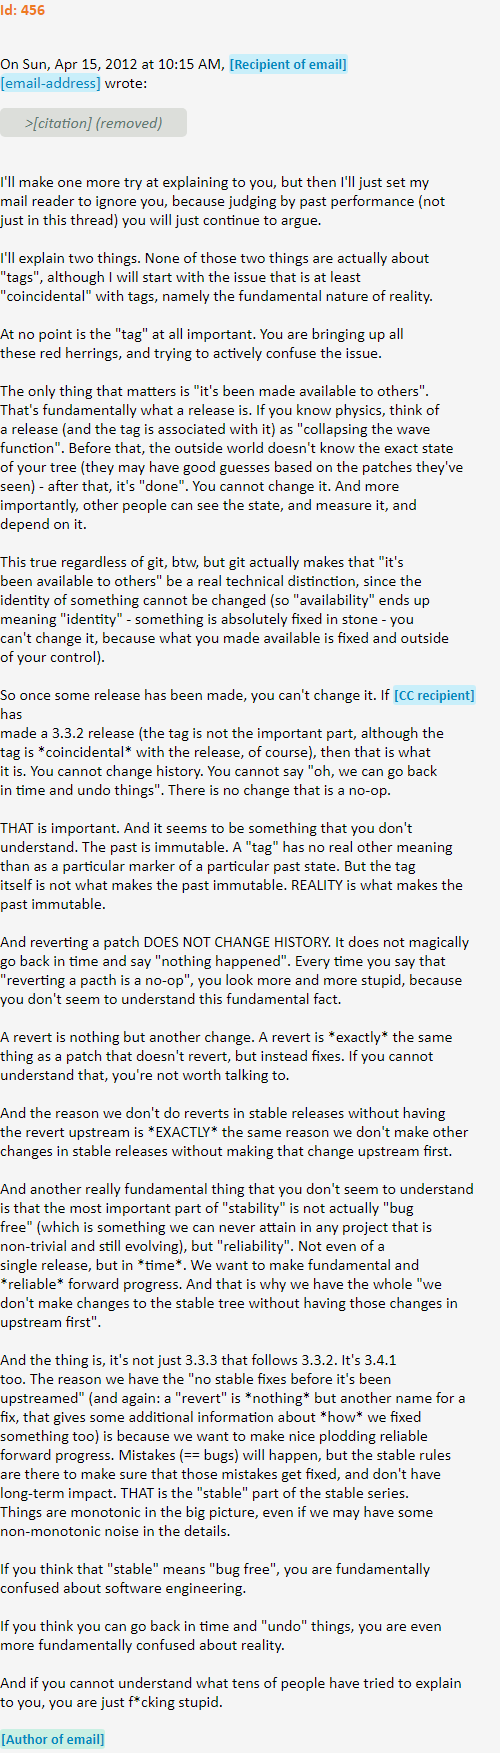 Id: 456
On Sun, Apr 15, 2012 at 10:15 AM, [Recipient of email]
[email-address] wrote:
>[citation] (removed)
I'll make one more try at explaining to you, but then I'll just set my
mail reader to ignore you, because judging by past performance (not
just in this thread) you will just continue to argue.
I'll explain two things. None of those two things are actually about
"tags", although I will start with the issue that is at least
"coincidental" with tags, namely the fundamental nature of reality.
At no point is the "tag" at all important. You are bringing up all
these red herrings, and trying to actively confuse the issue.
The only thing that matters is "it's been made available to others".
That's fundamentally what a release is. If you know physics, think of
a release (and the tag is associated with it) as "collapsing the wave
function". Before that, the outside world doesn't know the exact state
of your tree (they may have good guesses based on the patches they've
seen) - after that, it's "done". You cannot change it. And more
importantly, other people can see the state, and measure it, and
depend on it.
This true regardless of git, btw, but git actually makes that "it's
been available to others" be a real technical distinction, since the
identity of something cannot be changed (so "availability" ends up
meaning "identity" - something is absolutely fixed in stone - you
can't change it, because what you made available is fixed and outside
of your control).
So once some release has been made, you can't change it. If [CC recipient]
has
made a 3.3.2 release (the tag is not the important part, although the
tag is *coincidental* with the release, of course), then that is what
it is. You cannot change history. You cannot say "oh, we can go back
in time and undo things". There is no change that is a no-op.
THAT is important. And it seems to be something that you don't
understand. The past is immutable. A "tag" has no real other meaning
than as a particular marker of a particular past state. But the tag
itself is not what makes the past immutable. REALITY is what makes the
past immutable.
And reverting a patch DOES NOT CHANGE HISTORY. It does not magically
go back in time and say "nothing happened". Every time you say that
"reverting a pacth is a no-op", you look more and more stupid, because
you don't seem to understand this fundamental fact.
A revert is nothing but another change. A revert is *exactly* the same
thing as a patch that doesn't revert, but instead fixes. If you cannot
understand that, you're not worth talking to.
And the reason we don't do reverts in stable releases without having
the revert upstream is *EXACTLY* the same reason we don't make other
changes in stable releases without making that change upstream first.
And another really fundamental thing that you don't seem to understand
is that the most important part of "stability" is not actually "bug
free" (which is something we can never attain in any project that is
non-trivial and still evolving), but "reliability". Not even of a
single release, but in *time*. We want to make fundamental and
*reliable* forward progress. And that is why we have the whole "we
don't make changes to the stable tree without having those changes in
upstream first".
And the thing is, it's not just 3.3.3 that follows 3.3.2. It's 3.4.1
too. The reason we have the "no stable fixes before it's been
upstreamed" (and again: a "revert" is *nothing* but another name for a
fix, that gives some additional information about *how* we fixed
something too) is because we want to make nice plodding reliable
forward progress. Mistakes (== bugs) will happen, but the stable rules
are there to make sure that those mistakes get fixed, and don't have
long-term impact. THAT is the "stable" part of the stable series.
Things are monotonic in the big picture, even if we may have some
non-monotonic noise in the details.
If you think that "stable" means "bug free", you are fundamentally
confused about software engineering.
If you think you can go back in time and "undo" things, you are even
more fundamentally confused about reality.
And if you cannot understand what tens of people have tried to explain
to you, you are just f*cking stupid.
[Author of email]